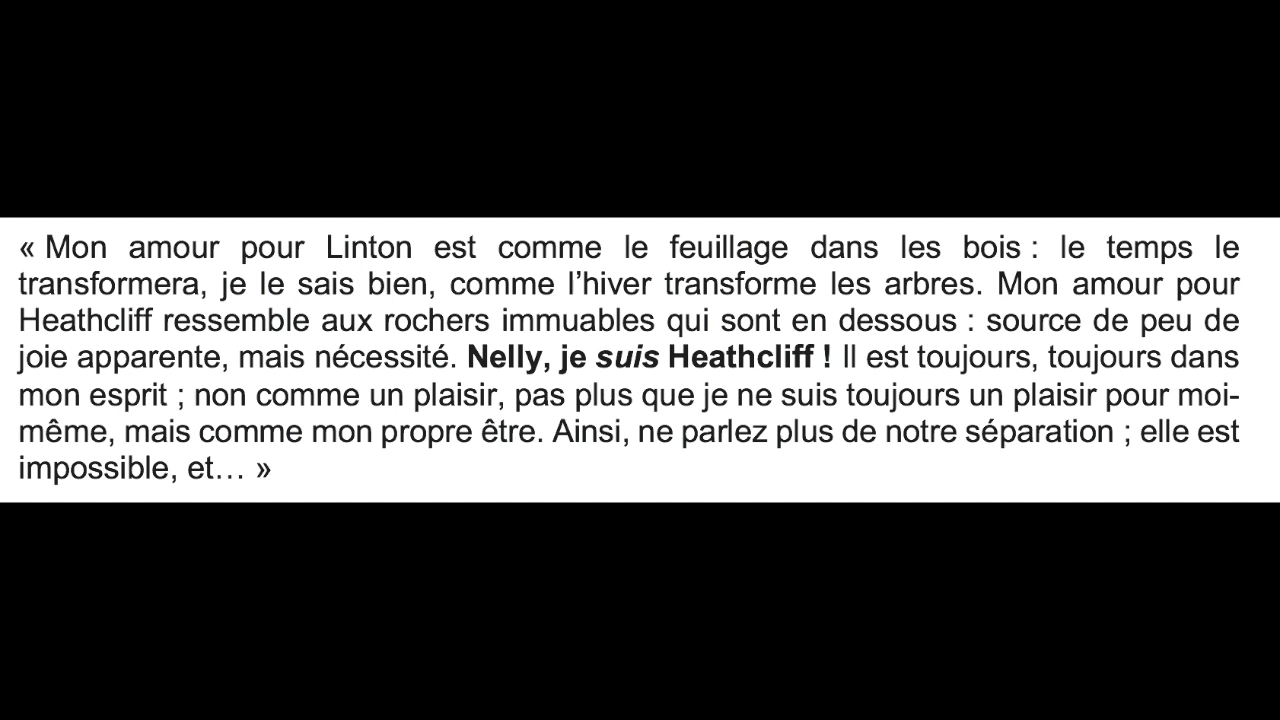 « Mon amour pour Linton est comme le feuillage dans les bois : le temps le
transformera, je le sais bien, comme l’hiver transforme les arbres. Mon amour pour
Heathcliff ressemble aux rochers immuables qui sont en dessous : source de peu de
joie apparente, mais nécessité. Nelly, je suis Heathcliff ! Il est toujours, toujours dans
mon esprit ; non comme un plaisir, pas plus que je ne suis toujours un plaisir pour moi-
même, mais comme mon propre être. Ainsi, ne parlez plus de notre séparation ; elle est
impossible, et… »